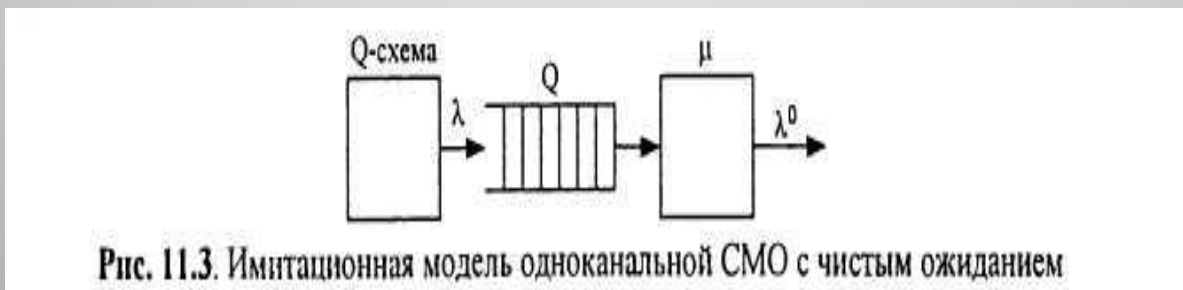 Q-схема
Q
μ
λ
λ⁰
Рис. 11.3. Имитационная модель одноканальной СМО с чистым ожиданием